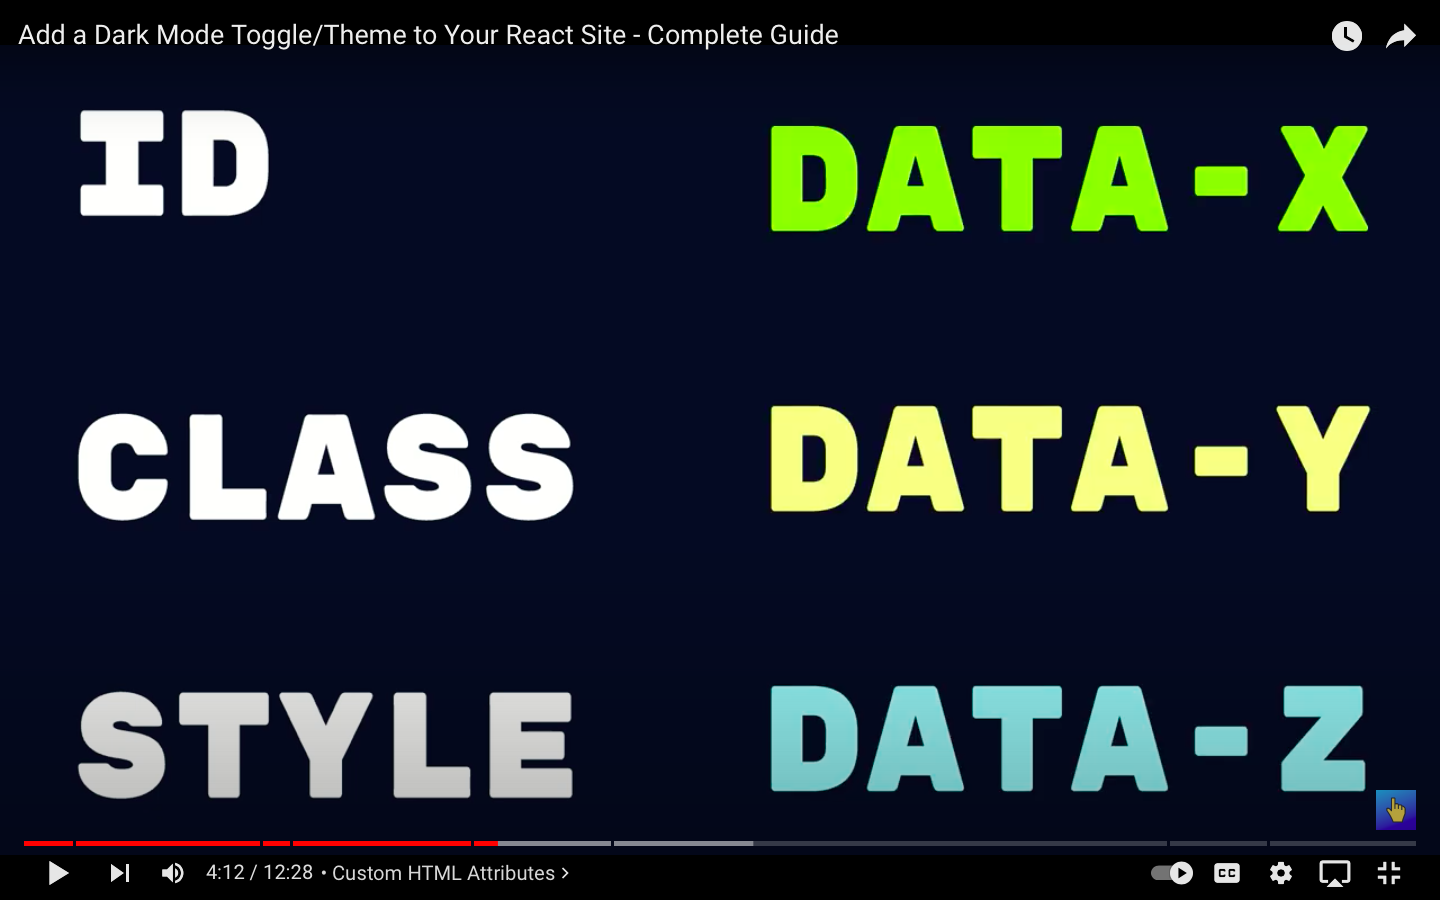 Add a Dark Mode Toggle/Theme to Your React Site - Complete Guide
ID
DATA-X
CLASS
DATA-Y
STYLE
DATA-Z
4:12 / 12:28 • Custom HTML Attributes ›
CC